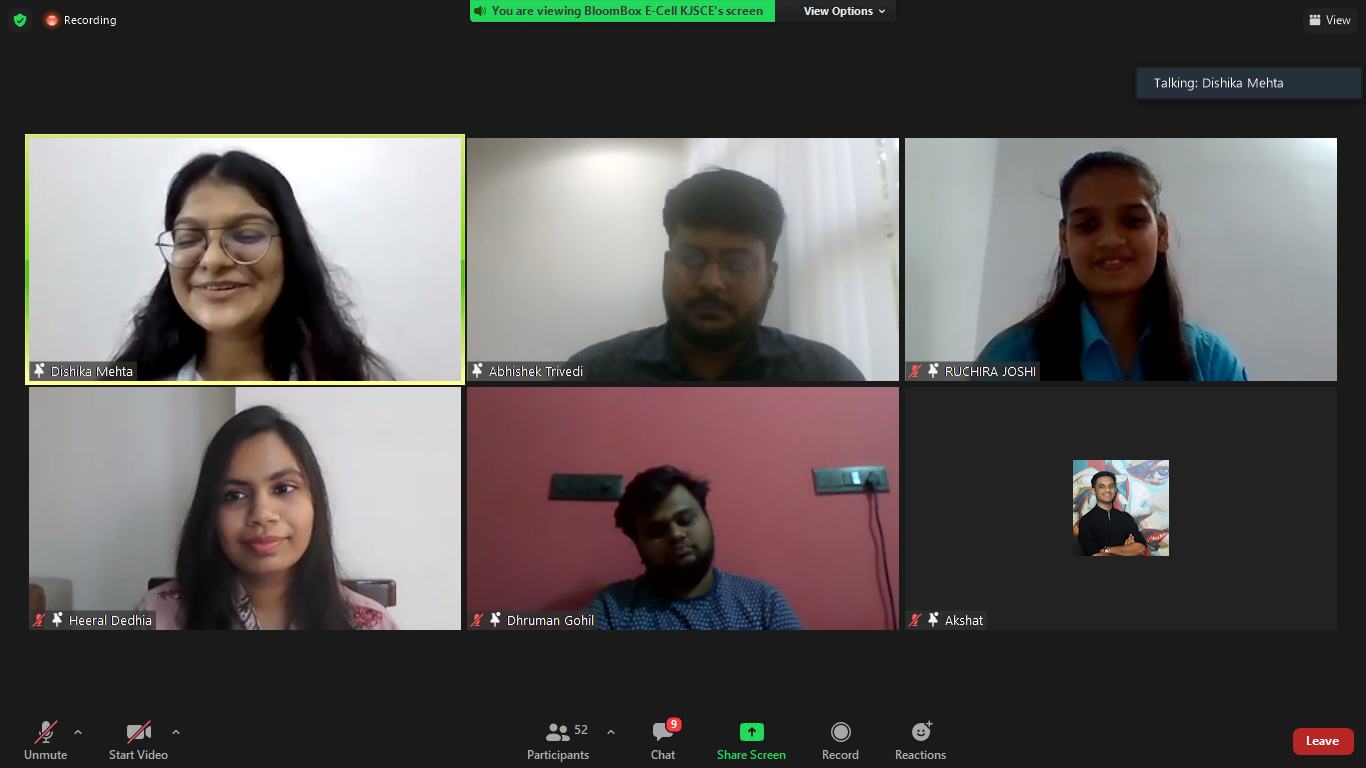 Recording
You are viewing BloomBox E-Cell KJSCE's screen
View Options
View
Talking: Dishika Mehta
Dishika Mehta
Abhishek Trivedi
RUCHIRA JOSHI
Heeral Dedhia
Dhruman Gohil
Akshat
Unmute
Start Video
52
Participants
9
Chat
Share Screen
Record
Reactions
Leave